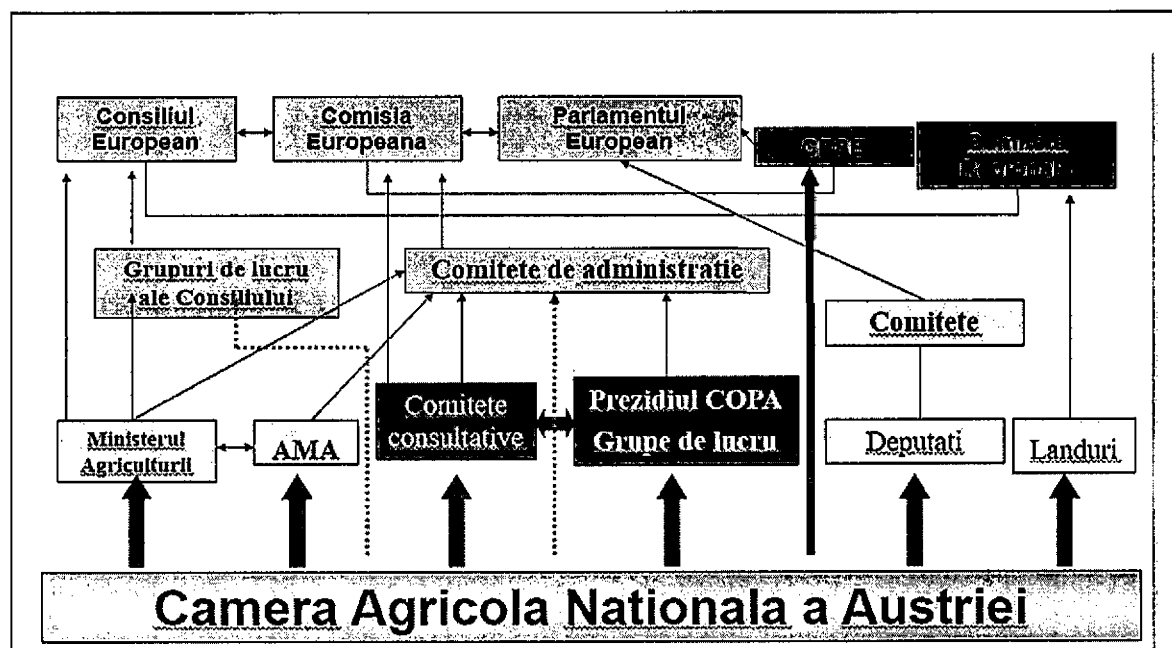 Consiliul
European
Comisia
Europeana
Parlamentul
European
Grupuri de lucru
ale Consiliului
Comitete de administratie
Comitete
Ministerul
Agriculturii
AMA
Comitete
consultative
Prezidiul COPA
Grupe de lucru
Deputati
Landuri
Camera Agricola Nationala a Austriei